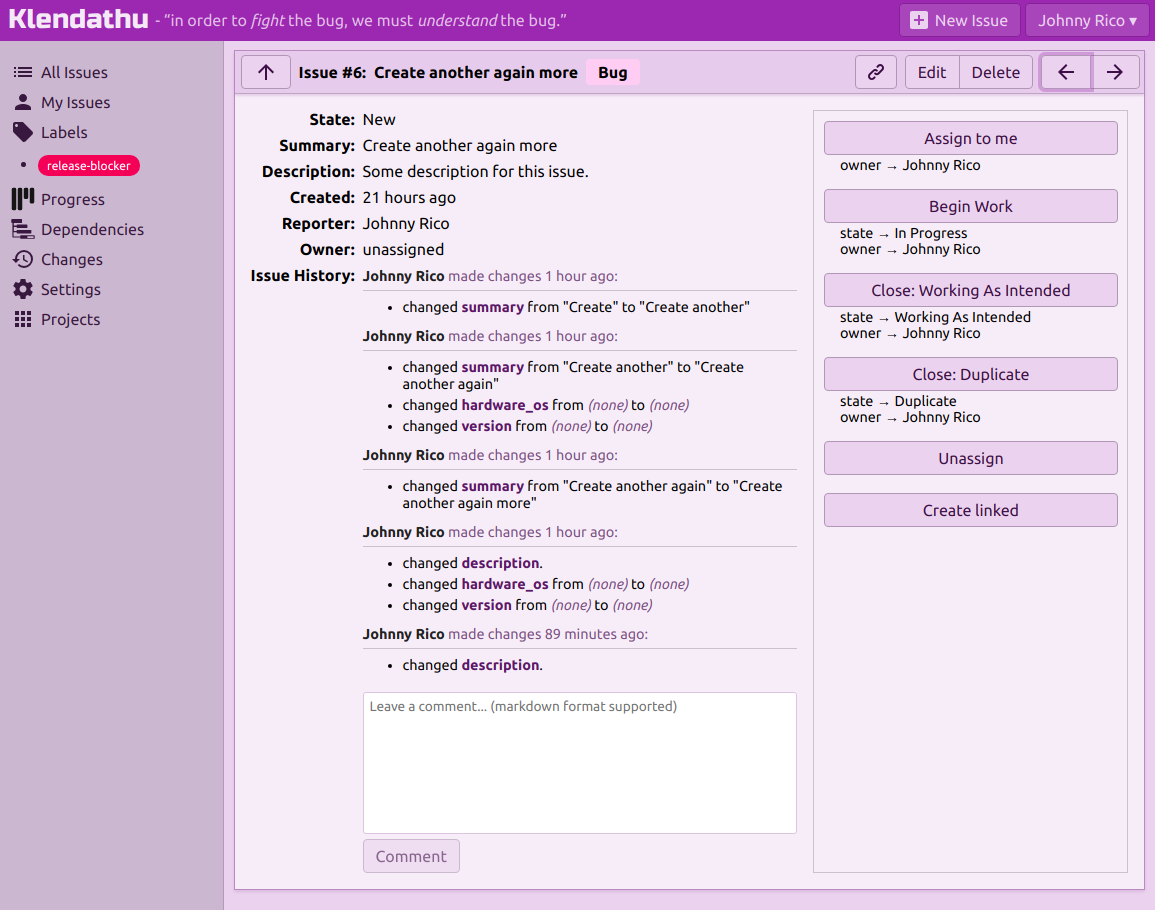 Klendathu - “in order to fight the bug, we must understand the bug.”
New Issue
Johnny Rico ▾
All Issues
My Issues
Labels
release-blocker
Progress
Dependencies
Changes
Settings
Projects
Issue #6: Create another again more Bug
Edit
Delete
State: New
Summary: Create another again more
Description: Some description for this issue.
Created: 21 hours ago
Reporter: Johnny Rico
Owner: unassigned
Issue History: Johnny Rico made changes 1 hour ago:
• changed summary from "Create" to "Create another"
Johnny Rico made changes 1 hour ago:
• changed summary from "Create another" to "Create
another again"
• changed hardware_os from (none) to (none)
• changed version from (none) to (none)
Johnny Rico made changes 1 hour ago:
• changed summary from "Create another again" to "Create
another again more"
Johnny Rico made changes 1 hour ago:
• changed description.
• changed hardware_os from (none) to (none)
• changed version from (none) to (none)
Johnny Rico made changes 89 minutes ago:
• changed description.
Leave a comment... (markdown format supported)
Comment
Assign to me
owner → Johnny Rico
Begin Work
state → In Progress
owner → Johnny Rico
Close: Working As Intended
state → Working As Intended
owner → Johnny Rico
Close: Duplicate
state → Duplicate
owner → Johnny Rico
Unassign
Create linked